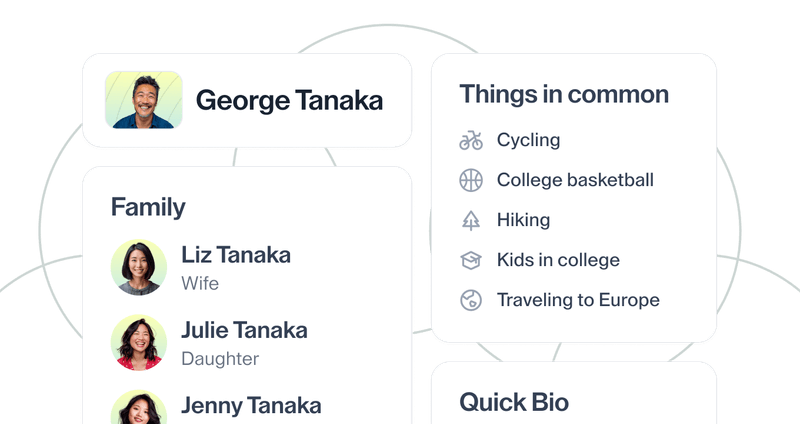 George Tanaka
Family
Liz Tanaka
Wife
Julie Tanaka
Daughter
Jenny Tanaka
Things in common
Cycling
College basketball
Hiking
Kids in college
Traveling to Europe
Quick Bio